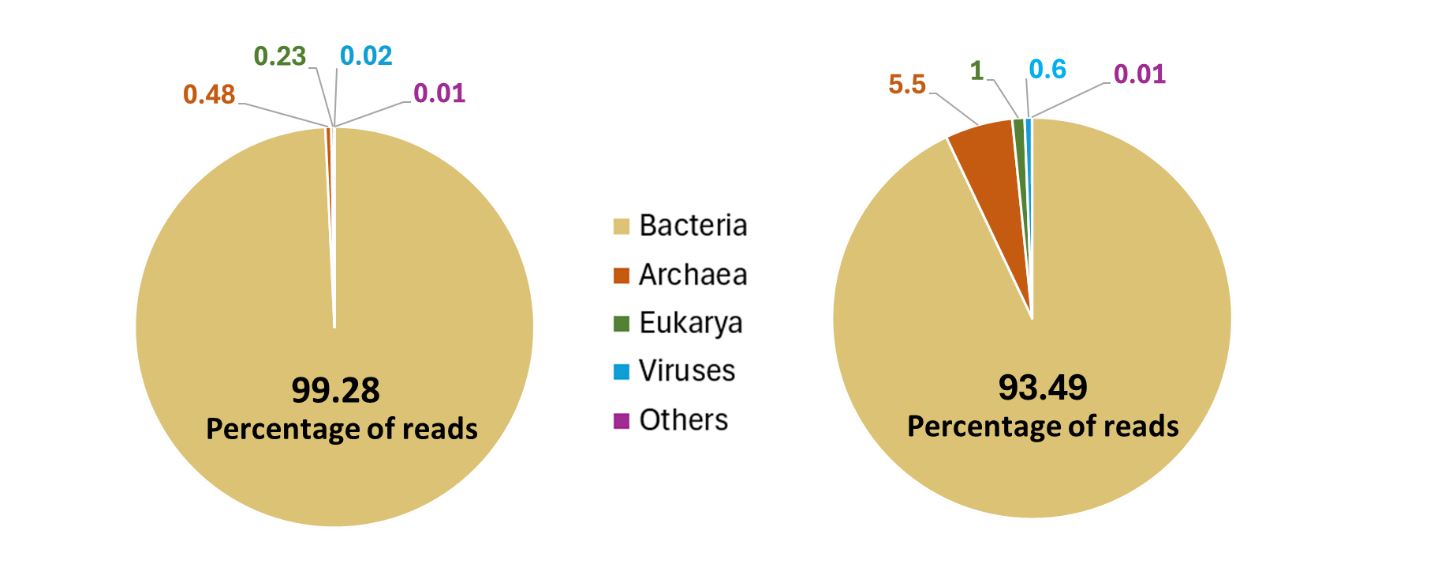 0.23
0.02
0.48
0.01
99.28
Percentage of reads
Bacteria
Archaea
Eukarya
Viruses
Others
5.5
1
0.6
0.01
93.49
Percentage of reads